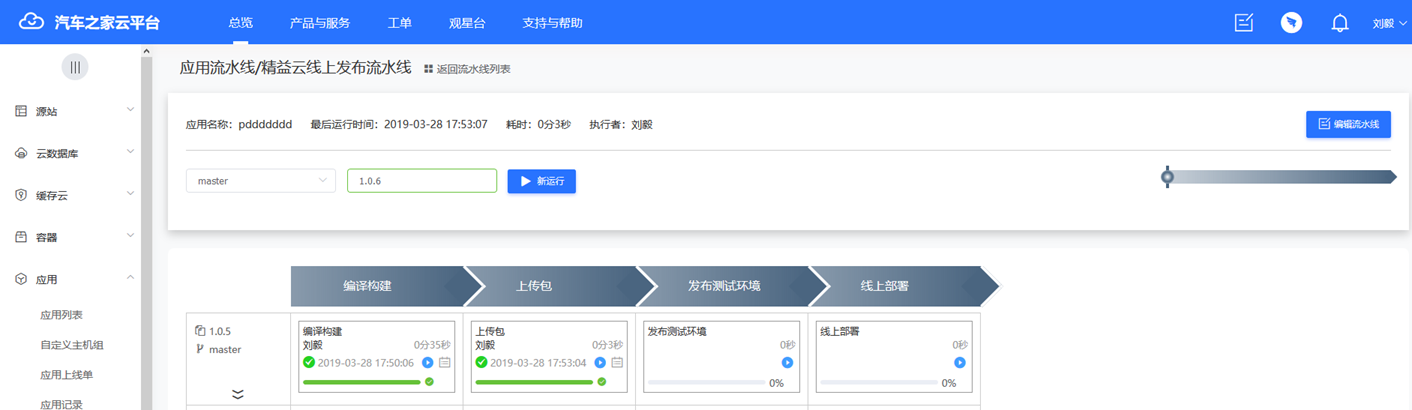 汽车之家云平台 总览 产品与服务 工单 观星台 支持与帮助 刘毅
应用流水线/精益云线上发布流水线 返回流水线列表
源站
云数据库
缓存云
容器
应用
应用列表
自定义主机组
应用上线单
应用记录
应用名称：pddddddd 最后运行时间：2019-03-28 17:53:07 耗时：0分3秒 执行者：刘毅 编辑流水线
master 1.0.6 新运行
编译构建 上传包 发布测试环境 线上部署
1.0.5
master
编译构建
刘毅 0分35秒
2019-03-28 17:50:06
上传包
刘毅 0分3秒
2019-03-28 17:53:04
发布测试环境
0秒
0%
线上部署
0秒
0%